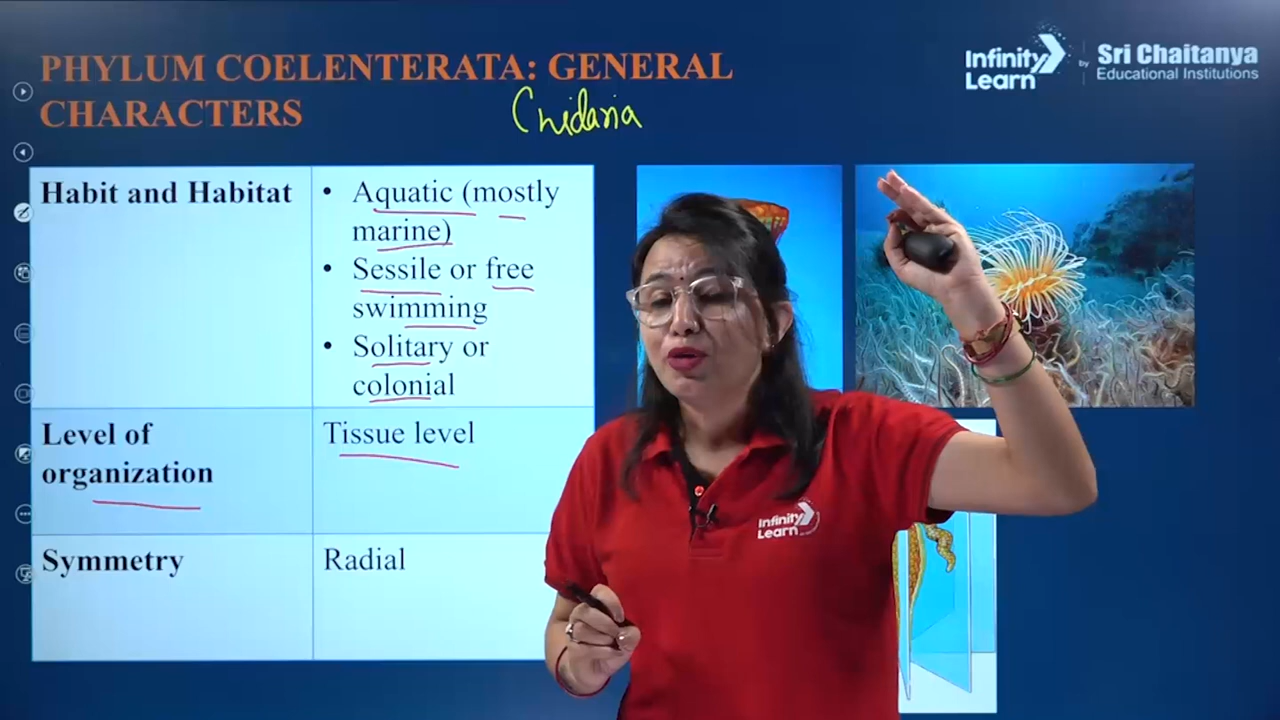 PHYLUM COELENTERATA: GENERAL
CHARACTERS
Cnidaria
Infinity
Learn
by
Sri Chaitanya
Educational Institutions
Habit and Habitat
• Aquatic (mostly
marine)
• Sessile or free
swimming
• Solitary or
colonial
Level of
organization
Tissue level
Symmetry
Radial
Infinity
Learn